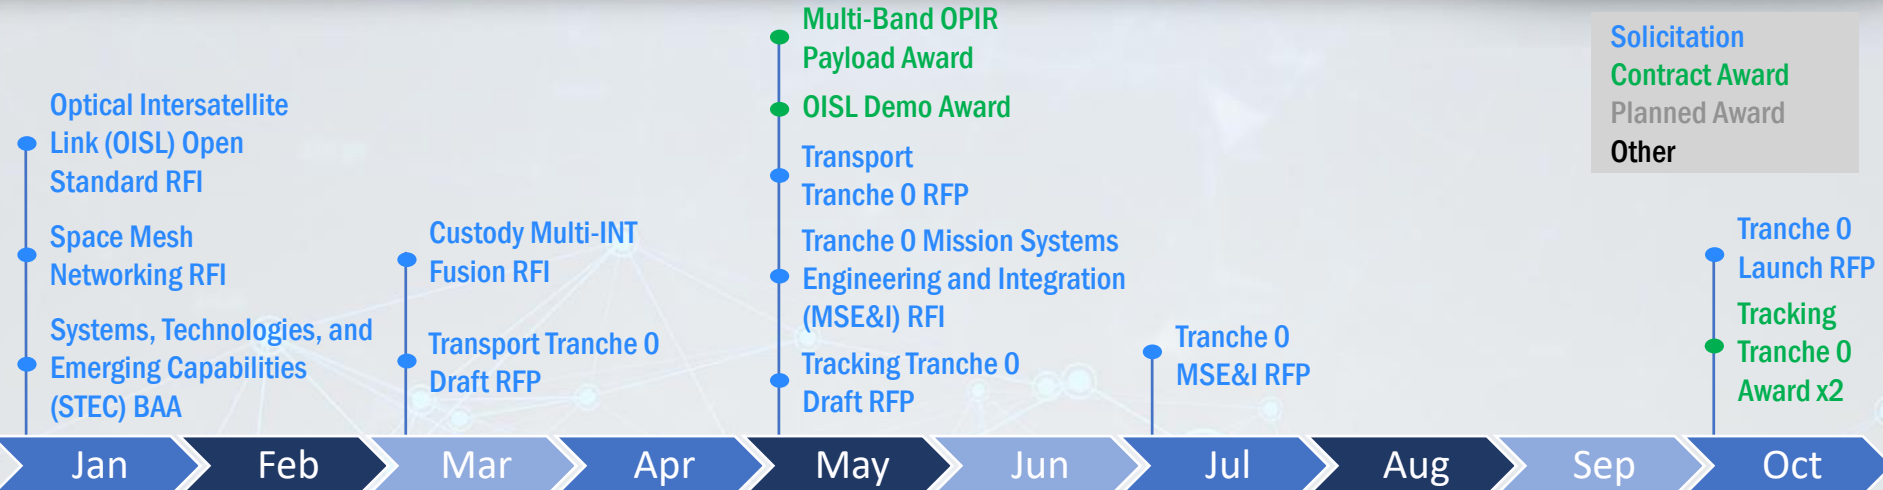 Optical Intersatellite
Link (OISL) Open
Standard RFI
Space Mesh
Networking RFI
Systems, Technologies, and
Emerging Capabilities
(STEC) BAA
Custody Multi-INT
Fusion RFI
Transport Tranche 0
Draft RFP
Multi-Band OPIR
Payload Award
OISL Demo Award
Transport
Tranche 0 RFP
Tranche 0 Mission Systems
Engineering and Integration
(MSE&I) RFI
Tracking Tranche 0
Draft RFP
Tranche 0
MSE&I RFP
Solicitation
Contract Award
Planned Award
Other
Tranche 0
Launch RFP
Tracking
Tranche 0
Award x2
Jan Feb Mar Apr May Jun Jul Aug Sep Oct